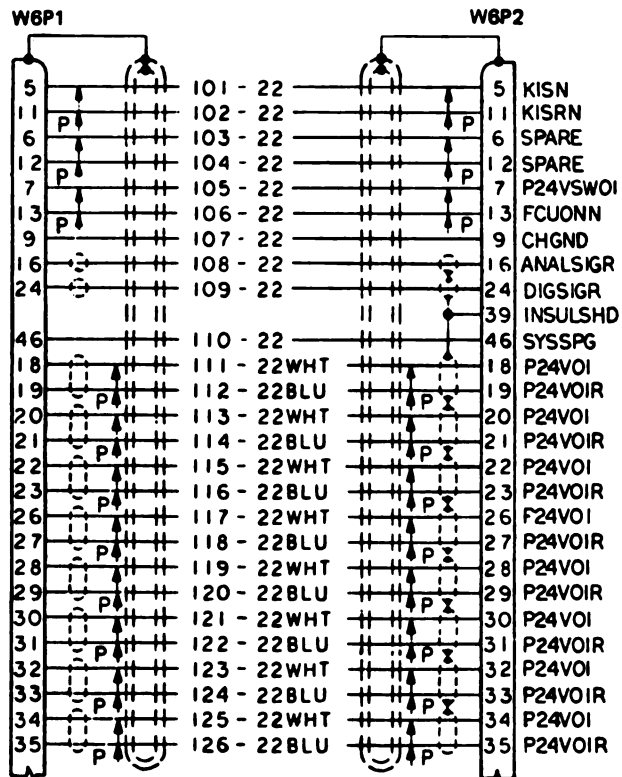 W6P1 W6P2
5 101-22 5 KISN
11 P 102-22 P 11 KISRN
6 103-22 6 SPARE
12 P 104-22 P 12 SPARE
7 105-22 7 P24VSWO1
13 P 106-22 P 13 FCUONN
9 107-22 9 CHGND
16 108-22 16 ANALSIGR
24 109-22 24 DIGSIGR
39 INSULSHD
46 110-22 46 SYSSPG
18 111-22WHT 18 P24VO1
19 P 112-22BLU P 19 P24VO1R
20 113-22WHT 20 P24VO1
21 P 114-22BLU P 21 P24VO1R
22 115-22WHT 22 P24VO1
23 P 116-22BLU P 23 P24VO1R
26 117-22WHT 26 F24VO1
27 P 118-22BLU P 27 P24VO1R
28 119-22WHT 28 P24VO1
29 P 120-22BLU P 29 P24VO1R
30 121-22WHT 30 P24VO1
31 P 122-22BLU P 31 P24VO1R
32 123-22WHT 32 P24VO1
33 P 124-22BLU P 33 P24VO1R
34 125-22WHT 34 P24VO1
35 P 126-22BLU P 35 P24VO1R